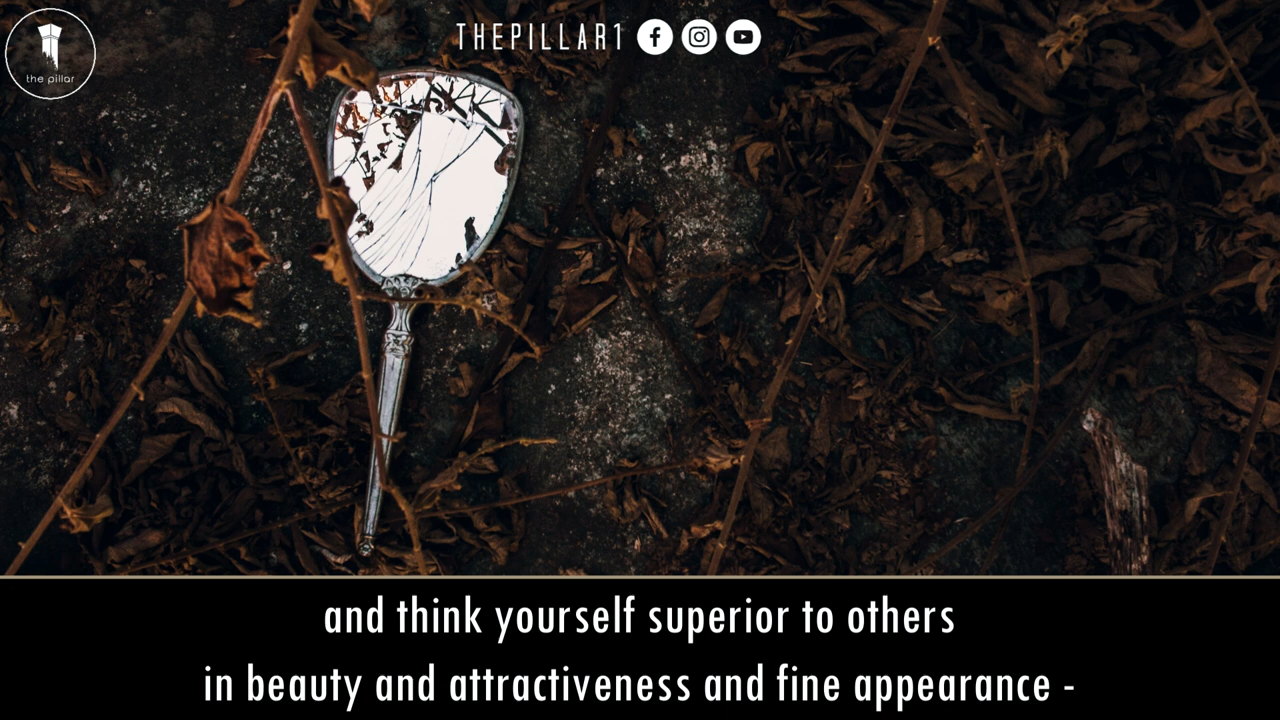 the pillar
THEPILLAR1
and think yourself superior to others
in beauty and attractiveness and fine appearance -